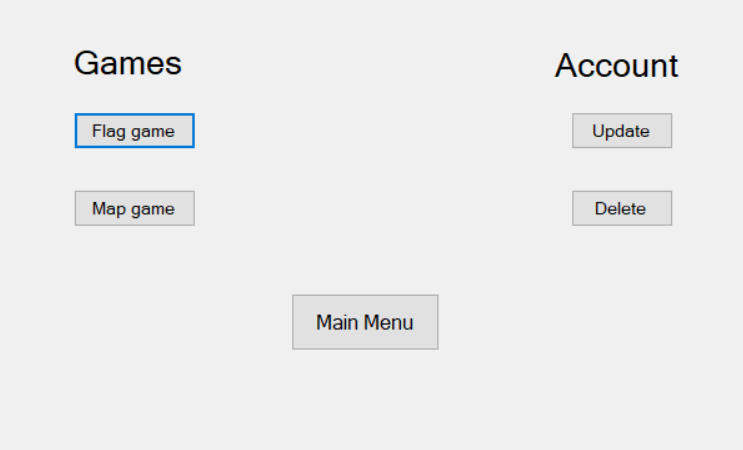 Games
Account
Flag game
Update
Map game
Delete
Main Menu